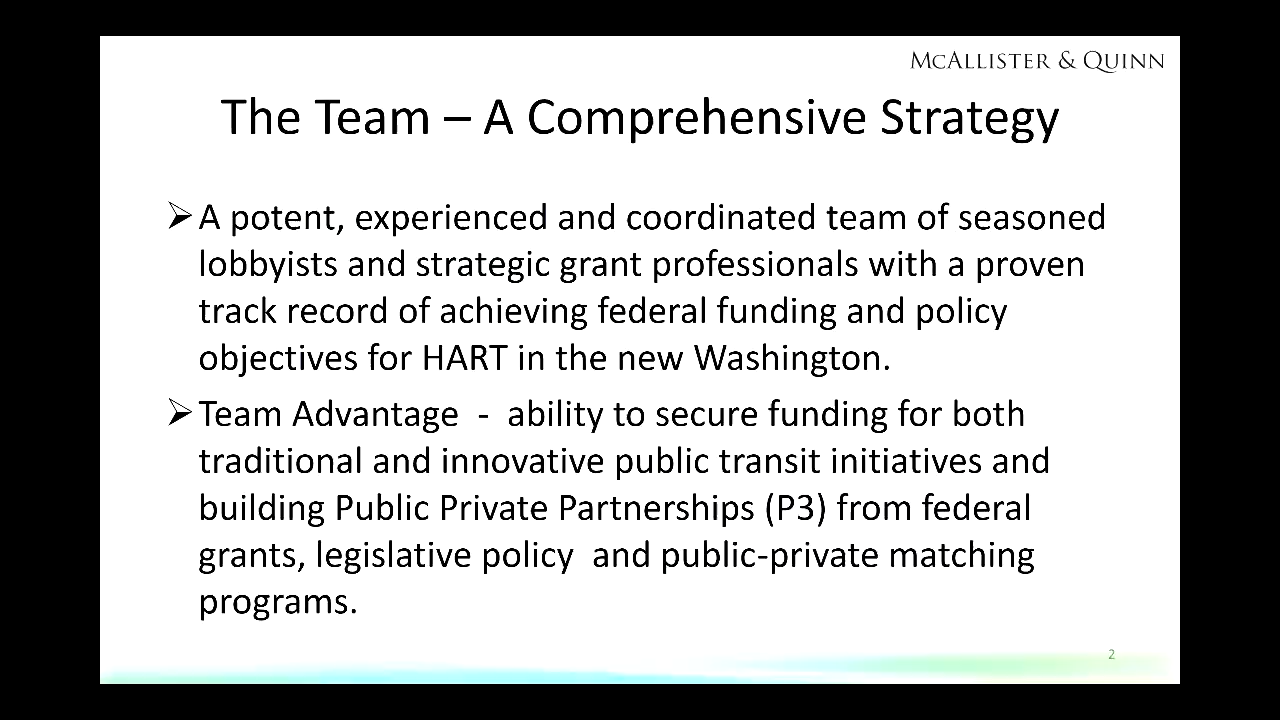 McAllister & Quinn
The Team – A Comprehensive Strategy
➢A potent, experienced and coordinated team of seasoned
lobbyists and strategic grant professionals with a proven
track record of achieving federal funding and policy
objectives for HART in the new Washington.
➢Team Advantage  -  ability to secure funding for both
traditional and innovative public transit initiatives and
building Public Private Partnerships (P3) from federal
grants, legislative policy  and public-private matching
programs.
2